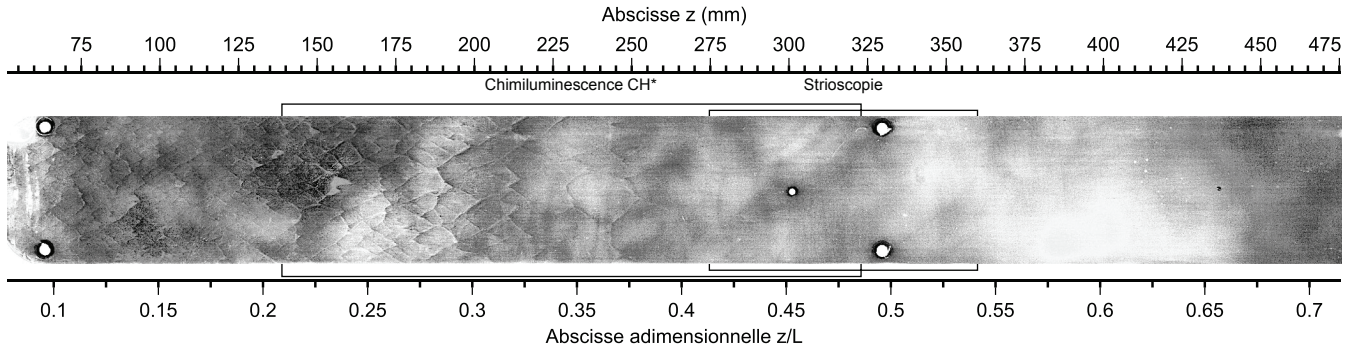 Abscisse z (mm)
75 100 125 150 175 200 225 250 275 300 325 350 375 400 425 450 475
Chimiluminescence CH* Strioscopie
0.1 0.15 0.2 0.25 0.3 0.35 0.4 0.45 0.5 0.55 0.6 0.65 0.7
Abscisse adimensionnelle z/L